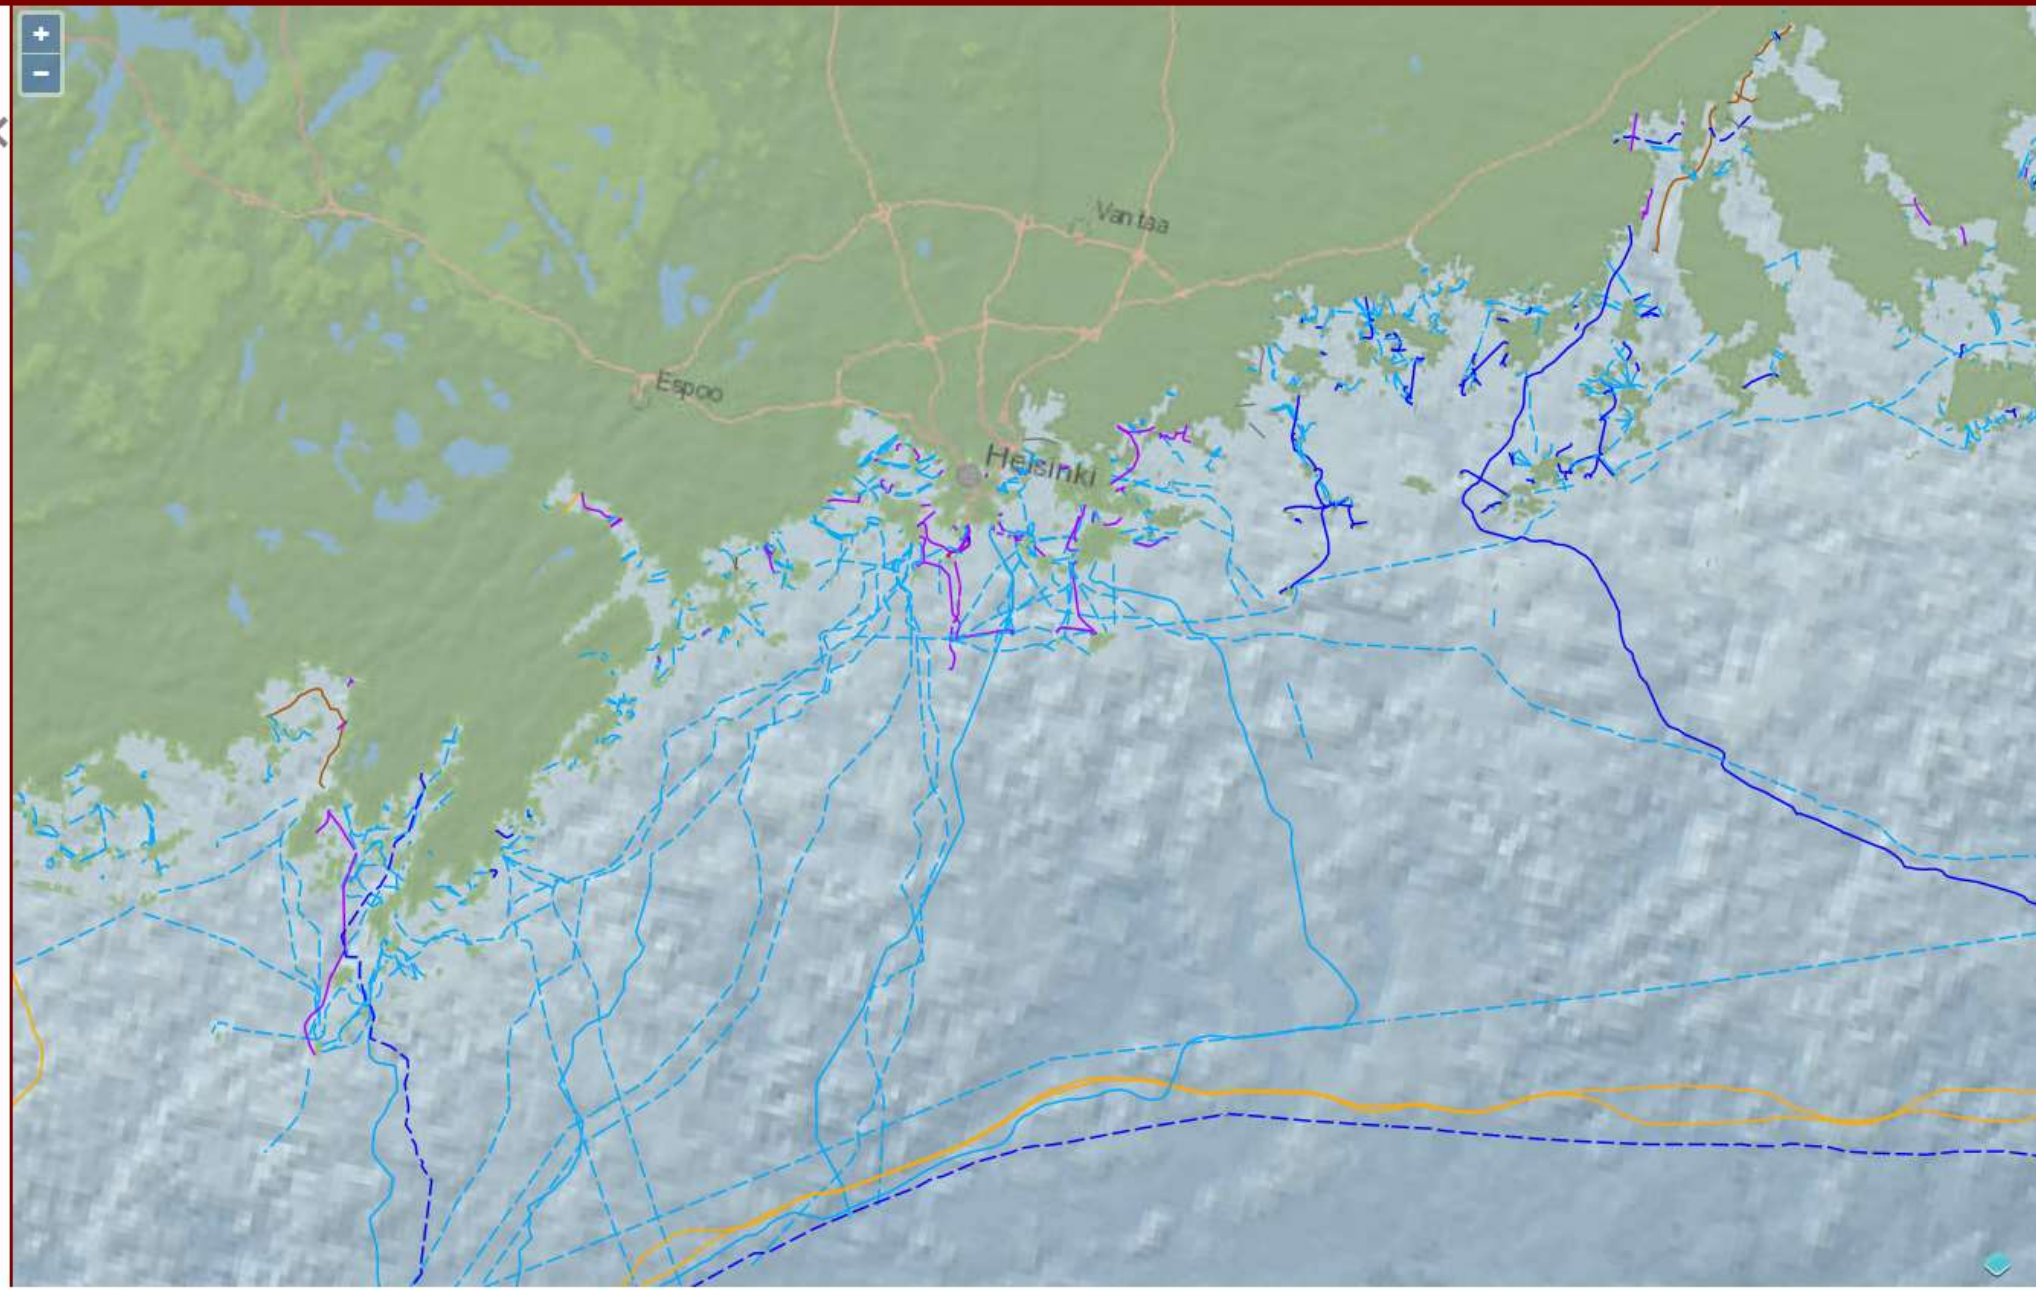 +
−
Vantaa
Espoo
Helsinki